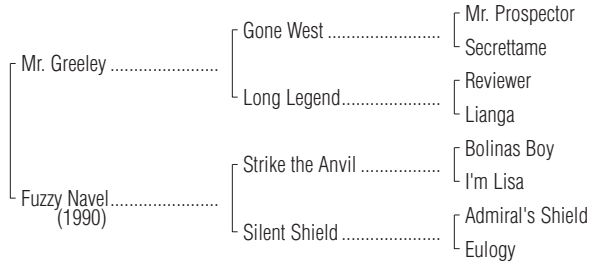 Mr. Prospector
Gone West ......................
Secrettame
Mr. Greeley .....................
Reviewer
Long Legend....................
Lianga
Bolinas Boy
Strike the Anvil ................
I'm Lisa
Fuzzy Navel.....................
(1990)
Admiral's Shield
Silent Shield ...................
Eulogy